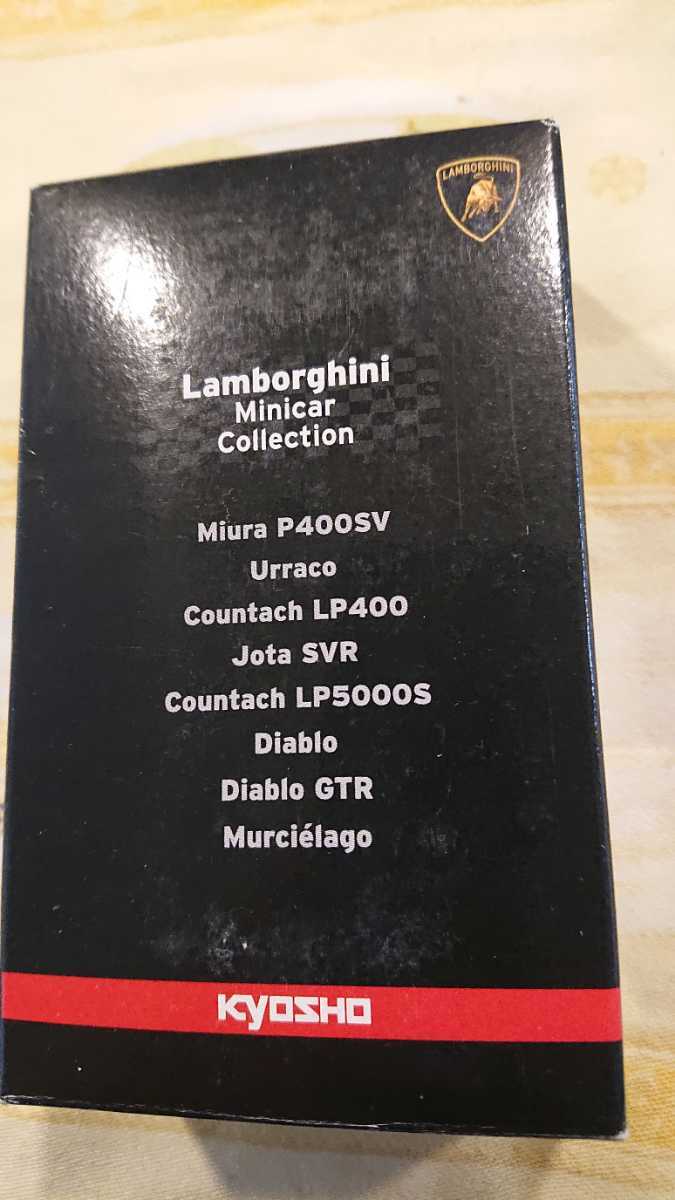 LAMBORGHINI
Lamborghini
Minicar
Collection
Miura P400SV
Urraco
Countach LP400
Jota SVR
Countach LP5000S
Diablo
Diablo GTR
Murciélago
KYOSHO